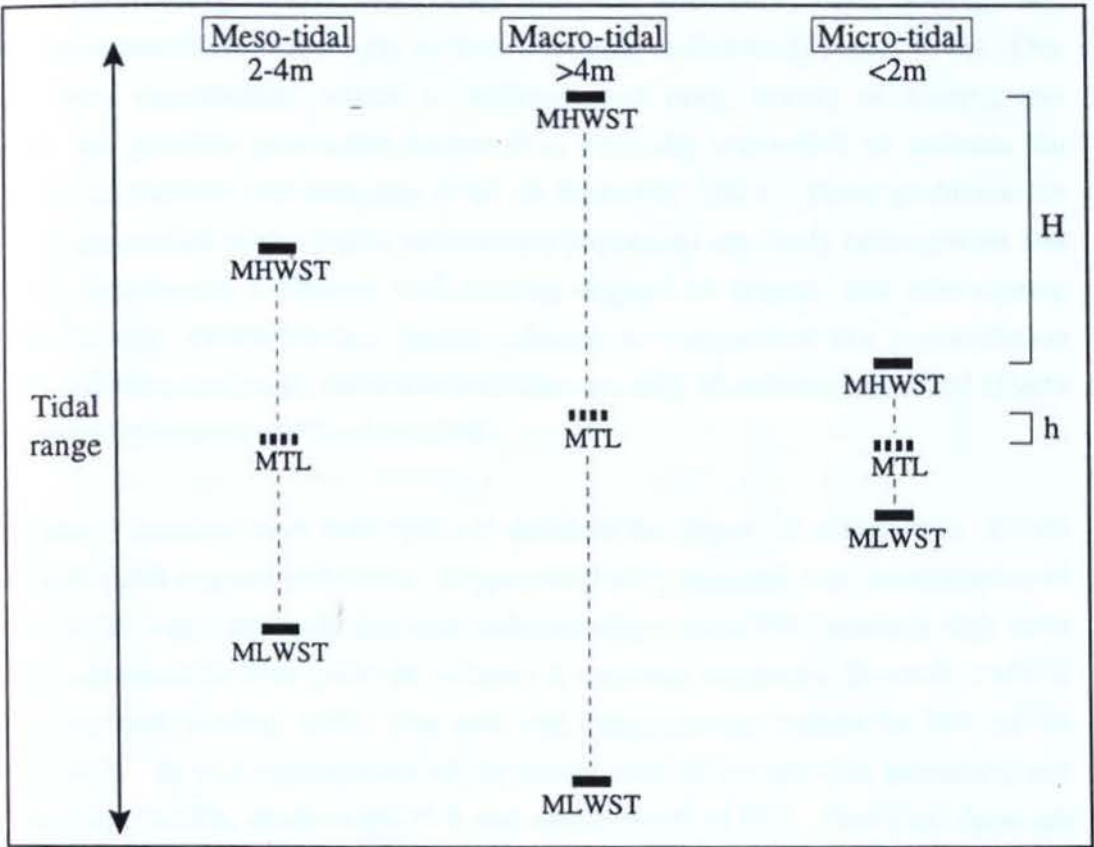 Meso-tidal
2-4m
MHWST
MTL
MLWST
Macro-tidal
>4m
MHWST
MTL
MLWST
Micro-tidal
<2m
MHWST
MTL
MLWST
H
h
Tidal
range